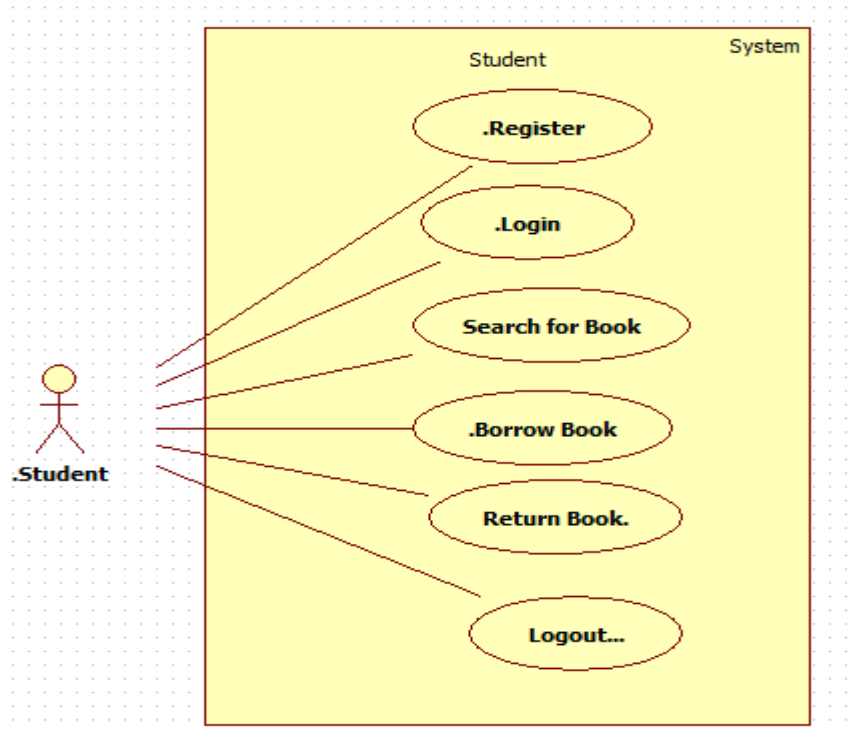 System
Student
.Register
.Login
Search for Book
.Borrow Book
.Student
Return Book.
Logout...